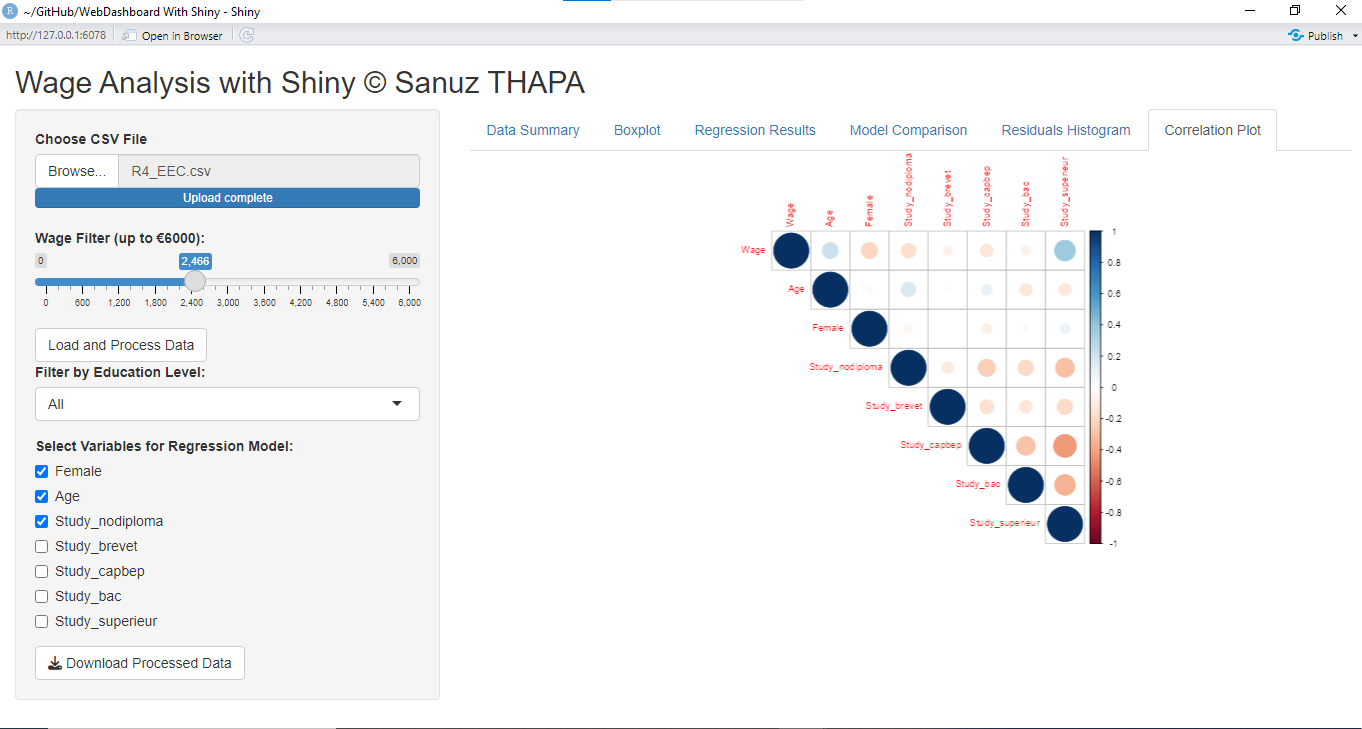 R ~/GitHub/WebDashboard With Shiny - Shiny
http://127.0.0.1:6078 Open in Browser Publish
Wage Analysis with Shiny © Sanuz THAPA
Choose CSV File
Browse... R4_EEC.csv
Upload complete
Wage Filter (up to €6000):
0 2,466 6,000
0 600 1,200 1,800 2,400 3,000 3,600 4,200 4,800 5,400 6,000
Load and Process Data
Filter by Education Level:
All
Select Variables for Regression Model:
Female
Age
Study_nodiploma
Study_brevet
Study_capbep
Study_bac
Study_superieur
Download Processed Data
Data Summary Boxplot Regression Results Model Comparison Residuals Histogram Correlation Plot
Wage Age Female Study_nodiploma Study_brevet Study_capbep Study_bac Study_superieur
Wage
Age
Female
Study_nodiploma
Study_brevet
Study_capbep
Study_bac
Study_superieur
1
0.8
0.6
0.4
0.2
0
-0.2
-0.4
-0.6
-0.8
-1